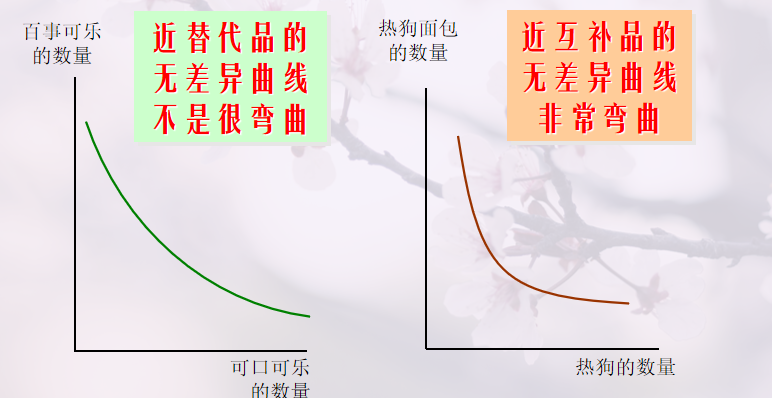 百事可乐
的数量
近替代品的
无差异曲线
不是很弯曲
可口可乐
的数量
热狗面包
的数量
近互补品的
无差异曲线
非常弯曲
热狗的数量